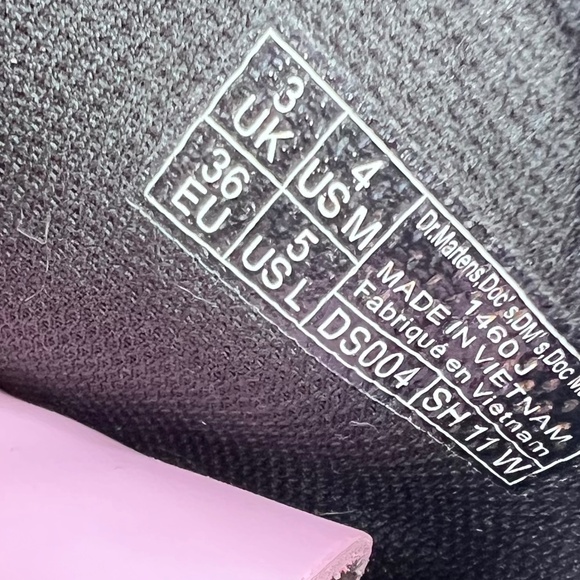 3
UK
4
US M
36
EU
5
US L
Dr.Martens,Doc's,DM's,Doc
1460 J
MADE IN VIETNAM
Fabriqué en Vietnam
DS004
SH 11 W